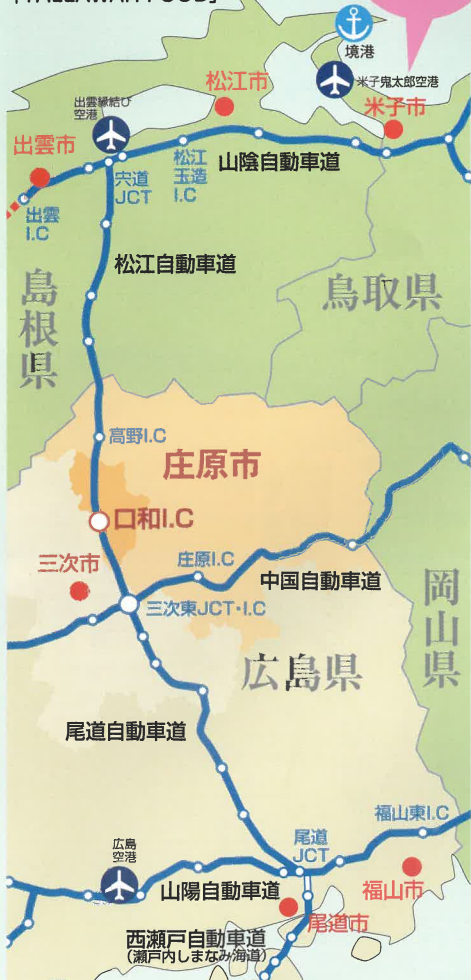 境港
米子鬼太郎空港
松江市
米子市
出雲縁結び
空港
出雲市
山陰自動車道
松江
玉造
I.C
宍道
JCT
出雲
I.C
松江自動車道
島根県
鳥取県
高野I.C
庄原市
口和I.C
三次市
庄原I.C
中国自動車道
三次東JCT・I.C
岡山県
広島県
尾道自動車道
福山東I.C
尾道
JCT
広島
空港
山陽自動車道
福山市
尾道市
西瀬戸自動車道
(瀬戸内しまなみ海道)